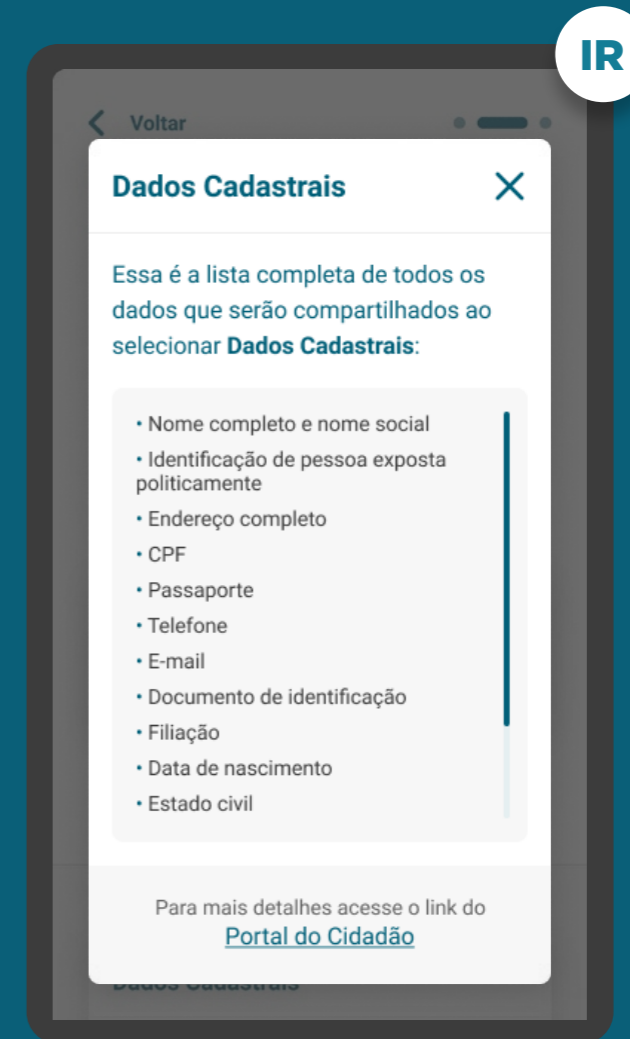 IR
Voltar
Dados Cadastrais
Essa é a lista completa de todos os
dados que serão compartilhados ao
selecionar Dados Cadastrais:
• Nome completo e nome social
• Identificação de pessoa exposta
politicamente
• Endereço completo
• CPF
• Passaporte
• Telefone
• E-mail
• Documento de identificação
• Filiação
• Data de nascimento
• Estado civil
Para mais detalhes acesse o link do
Portal do Cidadão
Dados Cadastrais